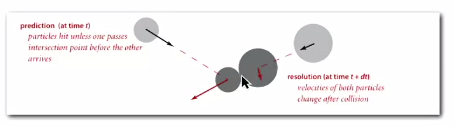 prediction (at time t)
particles hit unless one passes
intersection point before the other
arrives
resolution (at time t + dt)
velocities of both particles
change after collision